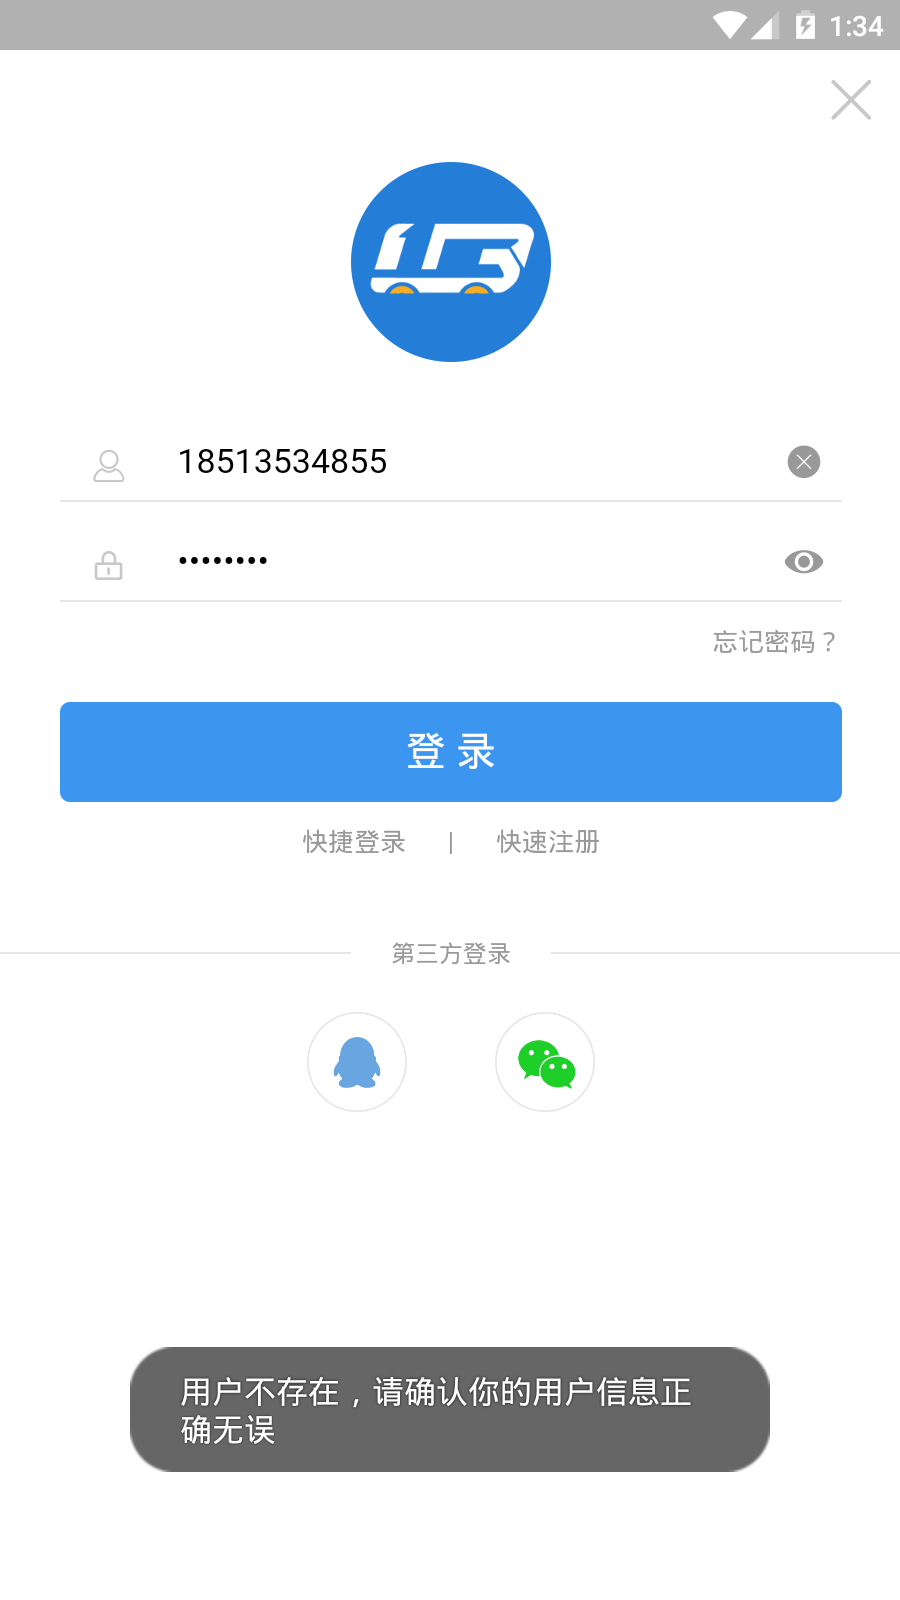 1:34
18513534855
••••••••
忘记密码？
登录
快捷登录 | 快速注册
第三方登录
用户不存在，请确认你的用户信息正
确无误